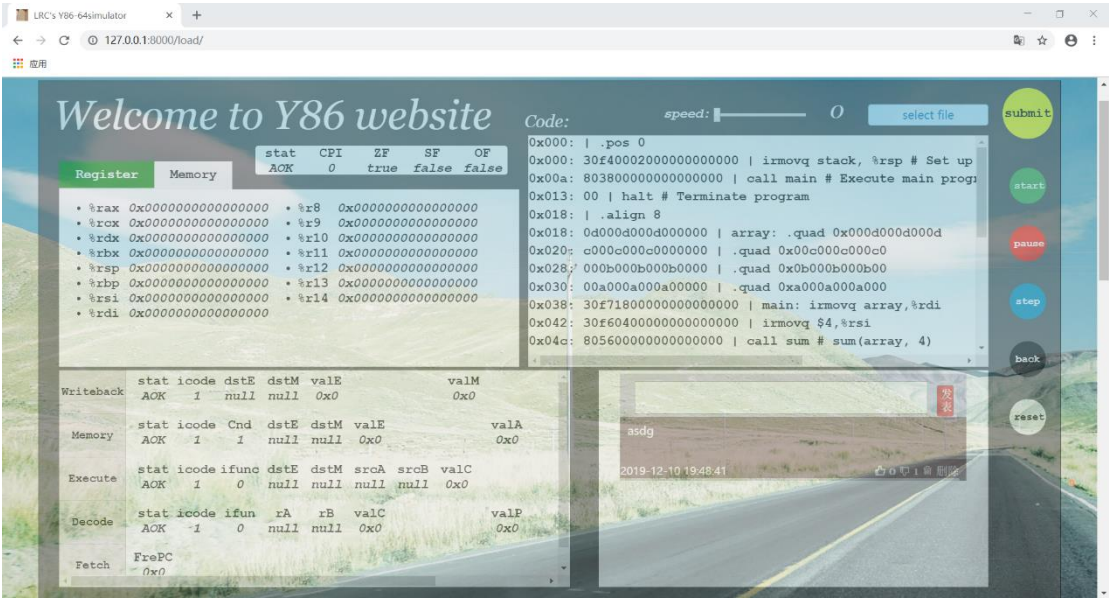 LRC's Y86-64simulator
127.0.0.1:8000/load/
应用
Welcome to Y86 website
Code:
speed: 0 select file
submit
start
pause
step
back
reset
stat CPI ZF SF OF
AOK 0 true false false
Register Memory
• %rax 0x0000000000000000 • %r8 0x0000000000000000
• %rcx 0x0000000000000000 • %r9 0x0000000000000000
• %rdx 0x0000000000000000 • %r10 0x0000000000000000
• %rbx 0x0000000000000000 • %r11 0x0000000000000000
• %rsp 0x0000000000000000 • %r12 0x0000000000000000
• %rbp 0x0000000000000000 • %r13 0x0000000000000000
• %rsi 0x0000000000000000 • %r14 0x0000000000000000
• %rdi 0x0000000000000000
0x000: | .pos 0
0x000: 30f40002000000000000 | irmovq stack, %rsp # Set up
0x00a: 803800000000000000 | call main # Execute main progr
0x013: 00 | halt # Terminate program
0x018: | .align 8
0x018: 0d000d000d000000 | array: .quad 0x000d000d000d
0x020: c000c000c0000000 | .quad 0x00c000c000c0
0x028: 000b000b000b0000 | .quad 0x0b000b000b00
0x030: 00a000a000a00000 | .quad 0xa000a000a000
0x038: 30f71800000000000000 | main: irmovq array,%rdi
0x042: 30f60400000000000000 | irmovq $4,%rsi
0x04c: 805600000000000000 | call sum # sum(array, 4)
Writeback
stat icode dstE dstM valE valM
AOK 1 null null 0x0 0x0
Memory
stat icode Cnd dstE dstM valE valA
AOK 1 1 null null 0x0 0x0
Execute
stat icode ifunc dstE dstM srcA srcB valC
AOK 1 0 null null null null 0x0
Decode
stat icode ifun rA rB valC valP
AOK 1 0 null null 0x0 0x0
Fetch
FrePC
0x0
发表
asdg
2019-12-10 19:48:41 0 1 删除